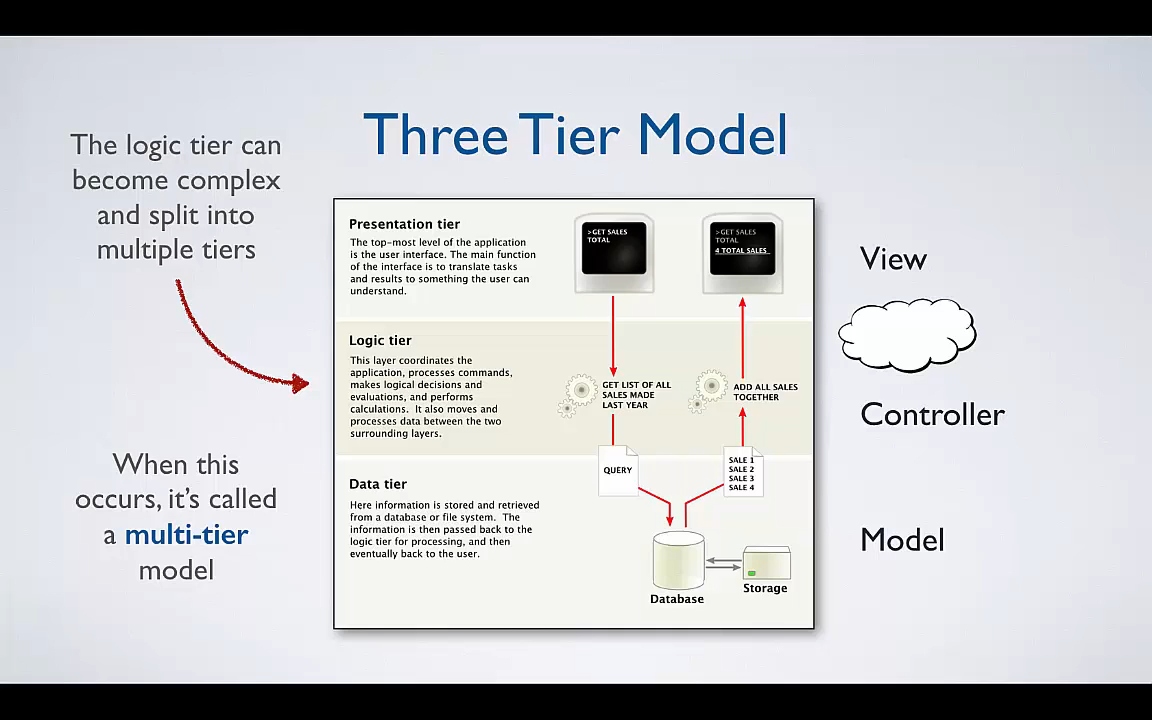 Three Tier Model
The logic tier can
become complex
and split into
multiple tiers
When this
occurs, it's called
a multi-tier
model
Presentation tier
The top-most level of the application
is the user interface. The main function
of the interface is to translate tasks
and results to something the user can
understand.
>GET SALES
TOTAL
>GET SALES
TOTAL
4 TOTAL SALES
Logic tier
This layer coordinates the
application, processes commands,
makes logical decisions and
evaluations, and performs
calculations. It also moves and
processes data between the two
surrounding layers.
GET LIST OF ALL
SALES MADE
LAST YEAR
ADD ALL SALES
TOGETHER
Data tier
Here information is stored and retrieved
from a database or file system. The
information is then passed back to the
logic tier for processing, and then
eventually back to the user.
QUERY
SALE 1
SALE 2
SALE 3
SALE 4
Database
Storage
View
Controller
Model